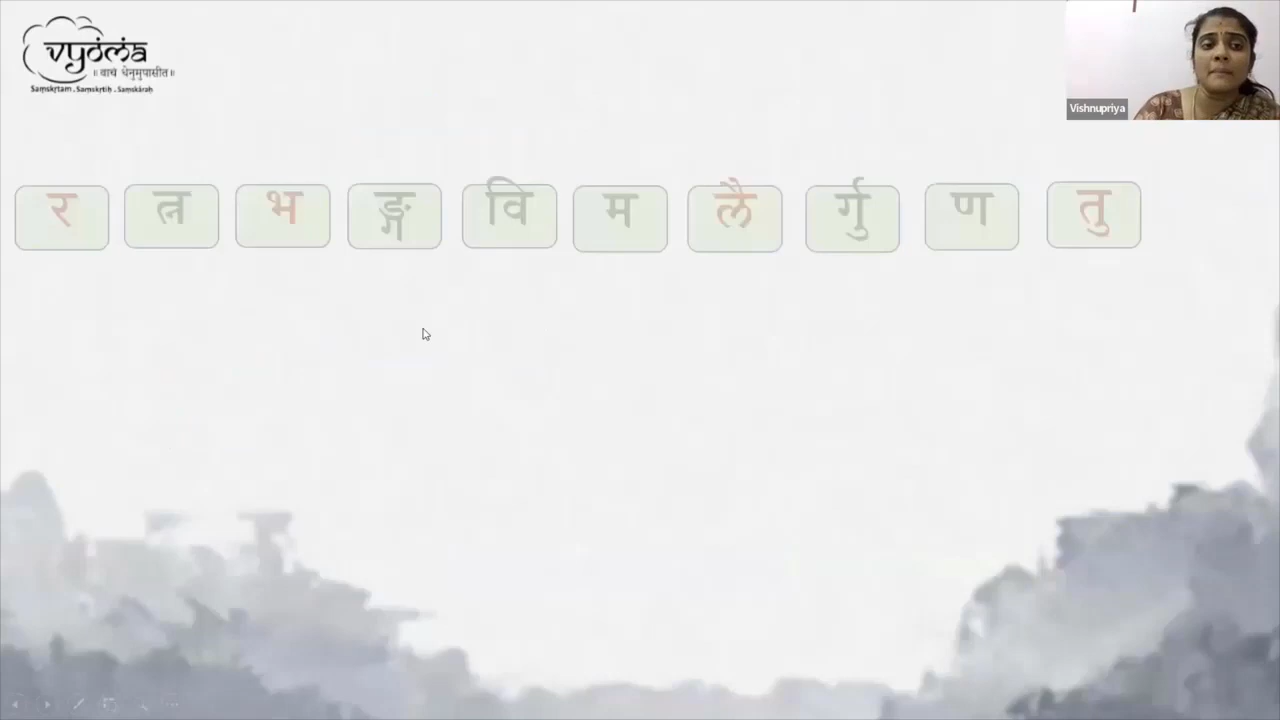 vyoma
॥ वाचं धेनुमुपासीत॥
Saṃskṛtam . Saṃskṛtiḥ . Saṃskāraḥ
Vishnupriya
र त्न भ ङ्ग वि म लै र्गु ण तु